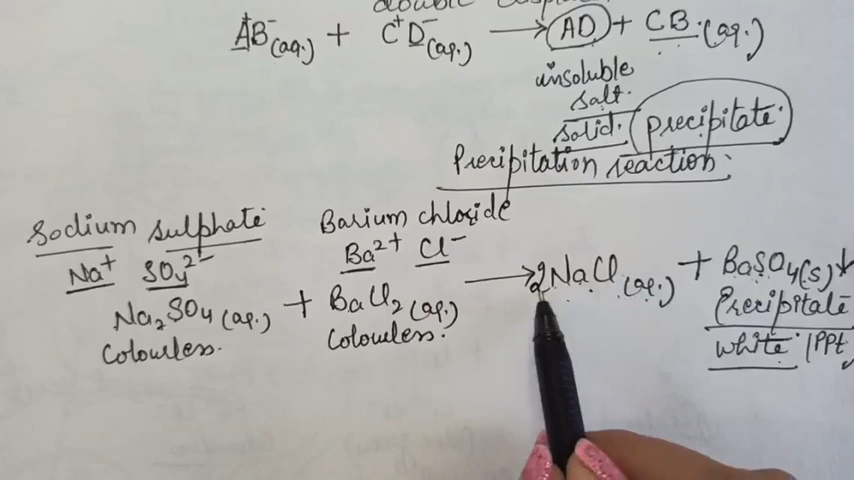 double
A⁺B⁻(aq.) + C⁺D⁻(aq.) → AD + CB.(aq.)
insoluble
salt.
solid. precipitate.
Precipitation reaction:
Sodium sulphate Barium chloride
Na⁺ SO₄²⁻ Ba²⁺ Cl⁻
Na₂SO₄(aq.) + BaCl₂(aq.) → 2NaCl(aq.) + BaSO₄(s)↓
Colourless. Colourless. Precipitate
white /PPt